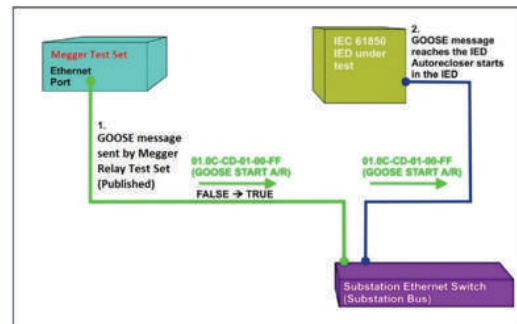 Megger Test Set
Ethernet
Port
IEC 61850
IED under
test
2.
GOOSE message
reaches the IED
Autorecloser starts
in the IED
1.
GOOSE message
sent by Megger
Relay Test Set
(Published)
01.0C-CD-01-00-FF
(GOOSE START A/R)
FALSE → TRUE
01.0C-CD-01-00-FF
(GOOSE START A/R)
Substation Ethernet Switch
(Substation Bus)